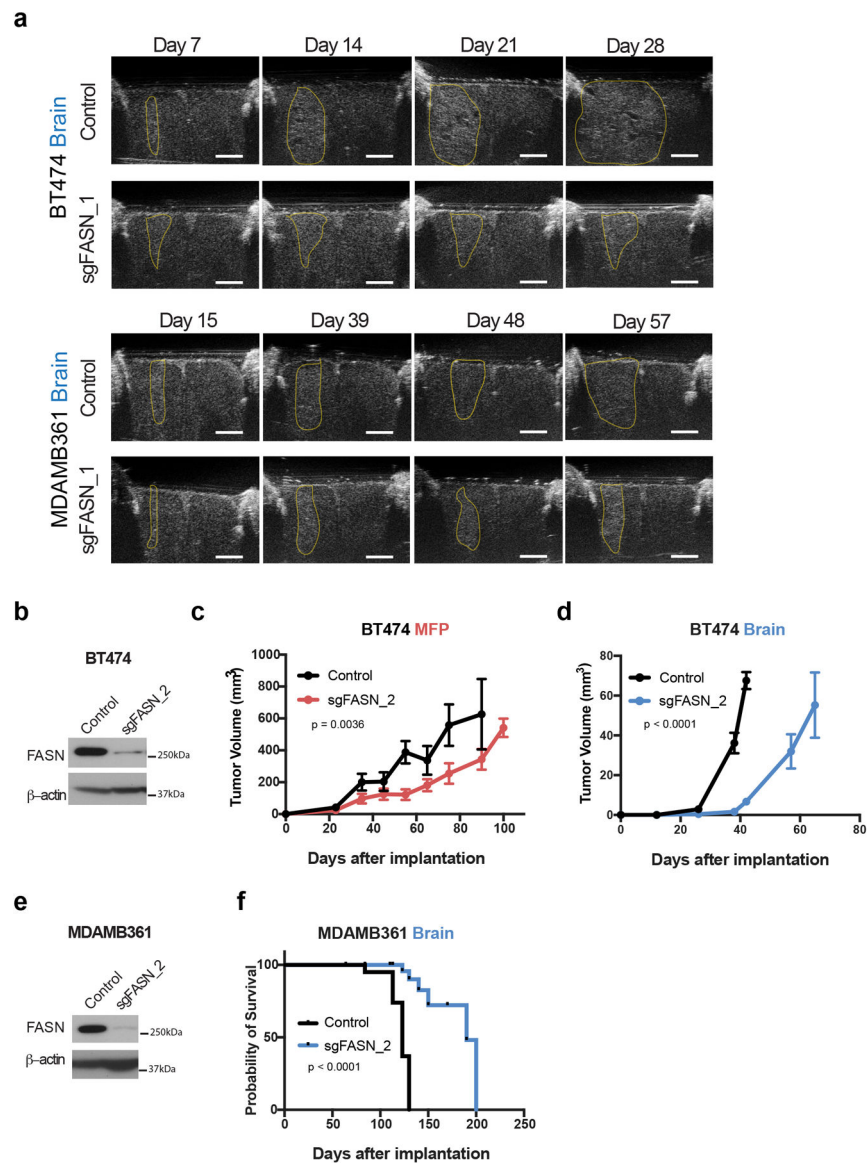 a
Day 7 Day 14 Day 21 Day 28
BT474 Brain
Control
sgFASN_1
Day 15 Day 39 Day 48 Day 57
MDAMB361 Brain
Control
sgFASN_1
b
BT474
Control sgFASN_2
FASN
250kDa
β–actin
37kDa
c
BT474 MFP
Tumor Volume (mm³)
1000
800
600
400
200
0
Control
sgFASN_2
p = 0.0036
0 20 40 60 80 100
Days after implantation
d
BT474 Brain
Tumor Volume (mm³)
80
60
40
20
0
Control
sgFASN_2
p < 0.0001
0 20 40 60 80
Days after implantation
e
MDAMB361
Control sgFASN_2
FASN
250kDa
β–actin
37kDa
f
MDAMB361 Brain
Probability of Survival
100
50
0
Control
sgFASN_2
p < 0.0001
0 50 100 150 200 250
Days after implantation